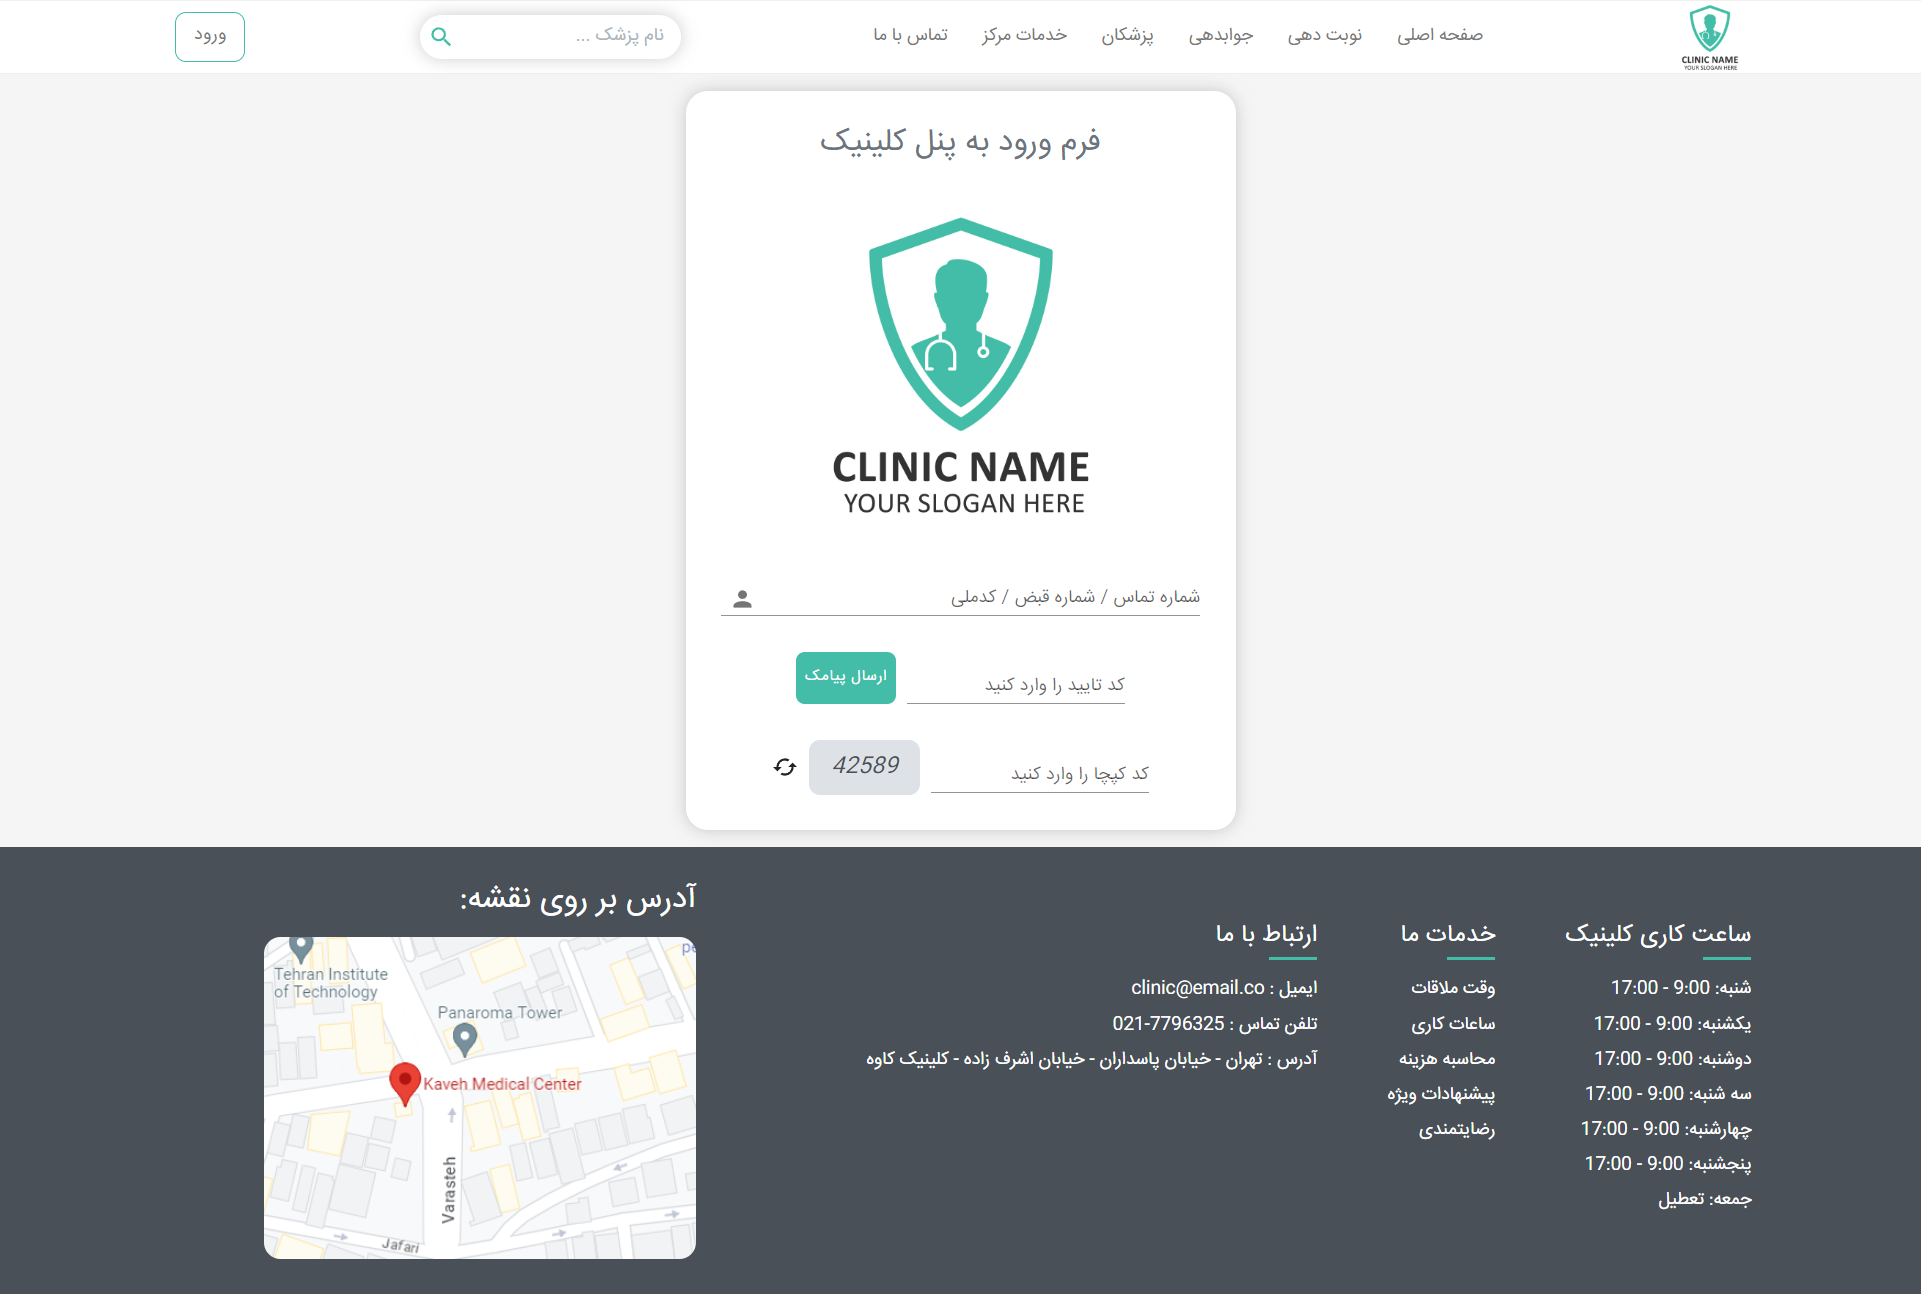 CLINIC NAME
YOUR SLOGAN HERE
صفحه اصلی
نوبت دهی
جوابدهی
پزشکان
خدمات مرکز
تماس با ما
نام پزشک ...
ورود
فرم ورود به پنل کلینیک
CLINIC NAME
YOUR SLOGAN HERE
شماره تماس / شماره قبض / کدملی
کد تایید را وارد کنید
ارسال پیامک
کد کپچا را وارد کنید
42589
ساعت کاری کلینیک
شنبه: 9:00 - 17:00
یکشنبه: 9:00 - 17:00
دوشنبه: 9:00 - 17:00
سه شنبه: 9:00 - 17:00
چهارشنبه: 9:00 - 17:00
پنجشنبه: 9:00 - 17:00
جمعه: تعطیل
خدمات ما
وقت ملاقات
ساعات کاری
محاسبه هزینه
پیشنهادات ویژه
رضایتمندی
ارتباط با ما
ایمیل : clinic@email.co
تلفن تماس : 021-7796325
آدرس : تهران - خیابان پاسداران - خیابان اشرف زاده - کلینیک کاوه
آدرس بر روی نقشه:
Tehran Institute
of Technology
Panaroma Tower
Kaveh Medical Center
Varasteh
Jafari